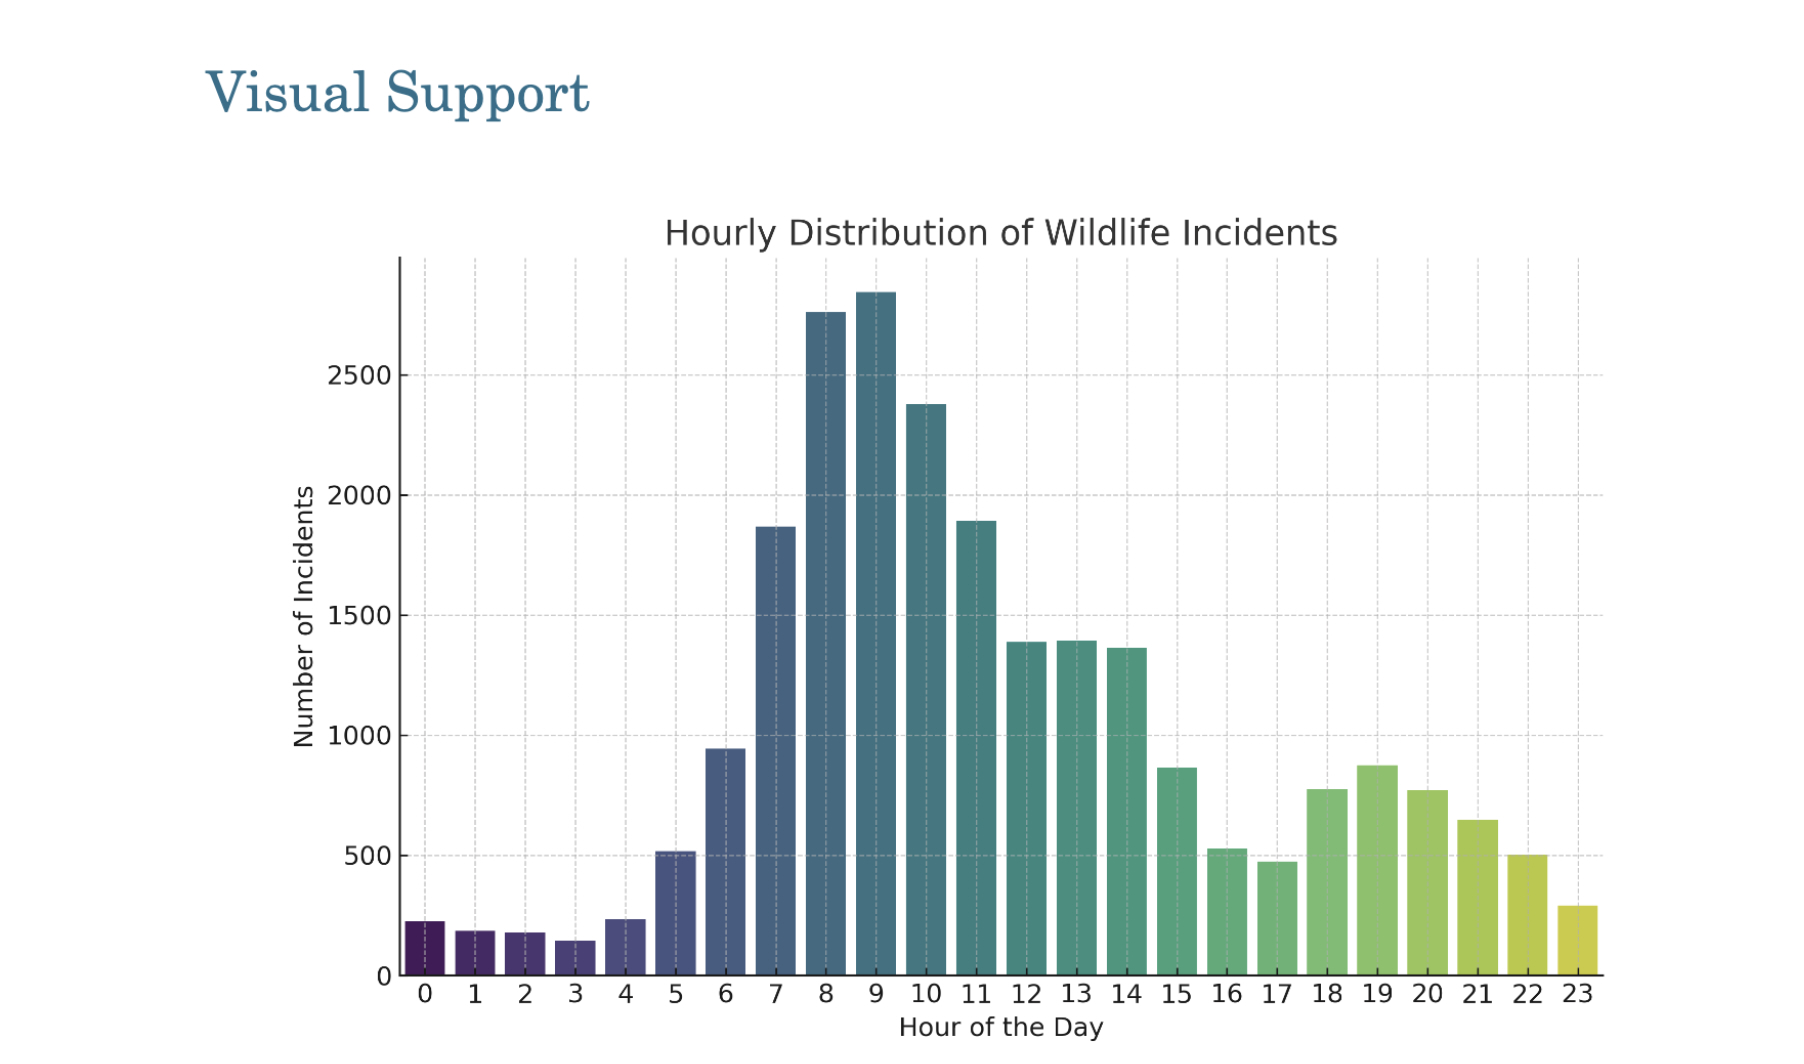 Visual Support
Hourly Distribution of Wildlife Incidents
2500
2000
1500
1000
500
0
Number of Incidents
0 1 2 3 4 5 6 7 8 9 10 11 12 13 14 15 16 17 18 19 20 21 22 23
Hour of the Day